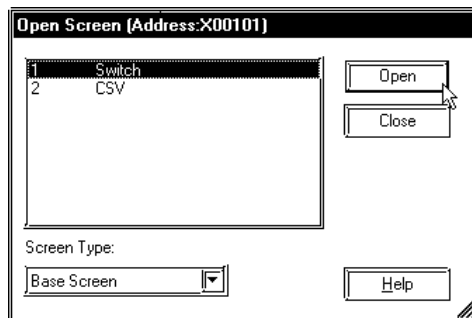 Open Screen (Address:X00101)
1 Switch
2 CSV
Open
Close
Screen Type:
Base Screen
Help